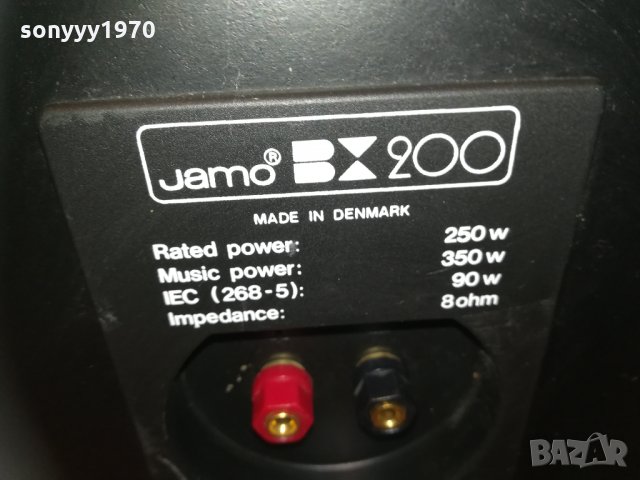 sonyyy1970
Jamo® BX 200
MADE IN DENMARK
Rated power: 250 w
Music power: 350 w
IEC (268-5): 90 w
Impedance: 8 ohm
BAZAR